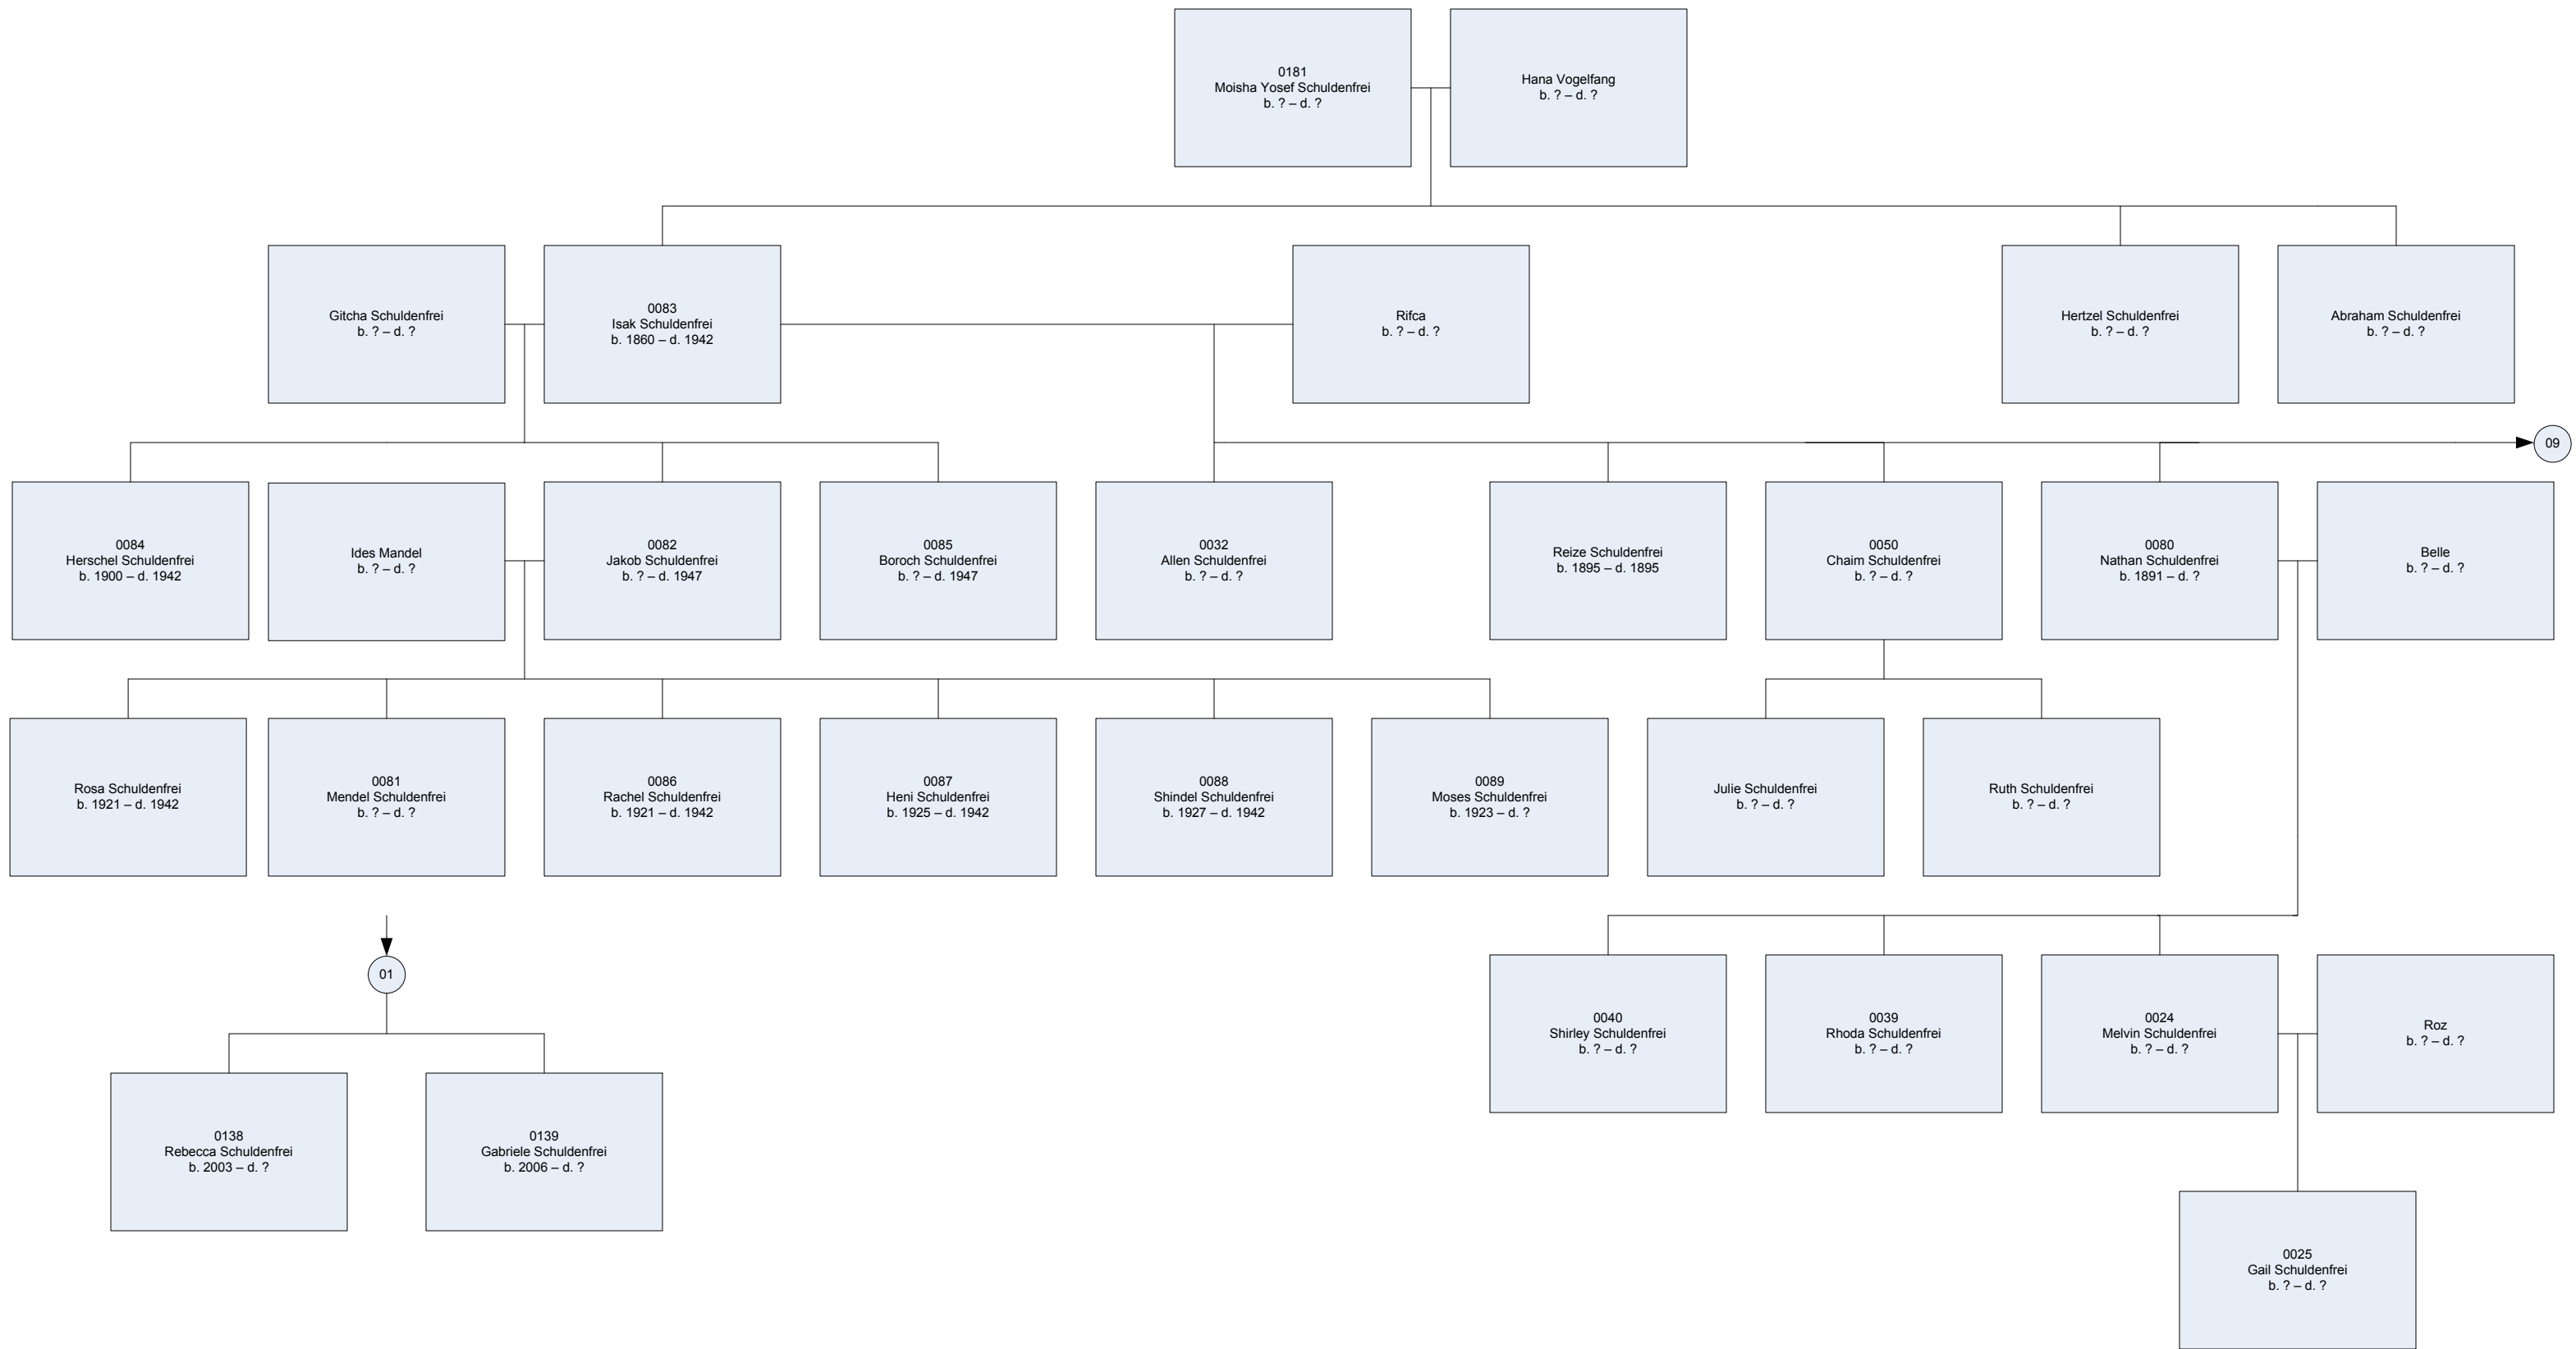 0181
Moisha Yosef Schuldenfrei
b. ? – d. ?
Hana Vogelfang
b. ? – d. ?
Gitcha Schuldenfrei
b. ? – d. ?
0083
Isak Schuldenfrei
b. 1860 – d. 1942
Rifca
b. ? – d. ?
Hertzel Schuldenfrei
b. ? – d. ?
Abraham Schuldenfrei
b. ? – d. ?
09
0084
Herschel Schuldenfrei
b. 1900 – d. 1942
Ides Mandel
b. ? – d. ?
0082
Jakob Schuldenfrei
b. ? – d. 1947
0085
Boroch Schuldenfrei
b. ? – d. 1947
0032
Allen Schuldenfrei
b. ? – d. ?
Reize Schuldenfrei
b. 1895 – d. 1895
0050
Chaim Schuldenfrei
b. ? – d. ?
0080
Nathan Schuldenfrei
b. 1891 – d. ?
Belle
b. ? – d. ?
Rosa Schuldenfrei
b. 1921 – d. 1942
0081
Mendel Schuldenfrei
b. ? – d. ?
0086
Rachel Schuldenfrei
b. 1921 – d. 1942
0087
Heni Schuldenfrei
b. 1925 – d. 1942
0088
Shindel Schuldenfrei
b. 1927 – d. 1942
0089
Moses Schuldenfrei
b. 1923 – d. ?
Julie Schuldenfrei
b. ? – d. ?
Ruth Schuldenfrei
b. ? – d. ?
01
0040
Shirley Schuldenfrei
b. ? – d. ?
0039
Rhoda Schuldenfrei
b. ? – d. ?
0024
Melvin Schuldenfrei
b. ? – d. ?
Roz
b. ? – d. ?
0138
Rebecca Schuldenfrei
b. 2003 – d. ?
0139
Gabriele Schuldenfrei
b. 2006 – d. ?
0025
Gail Schuldenfrei
b. ? – d. ?